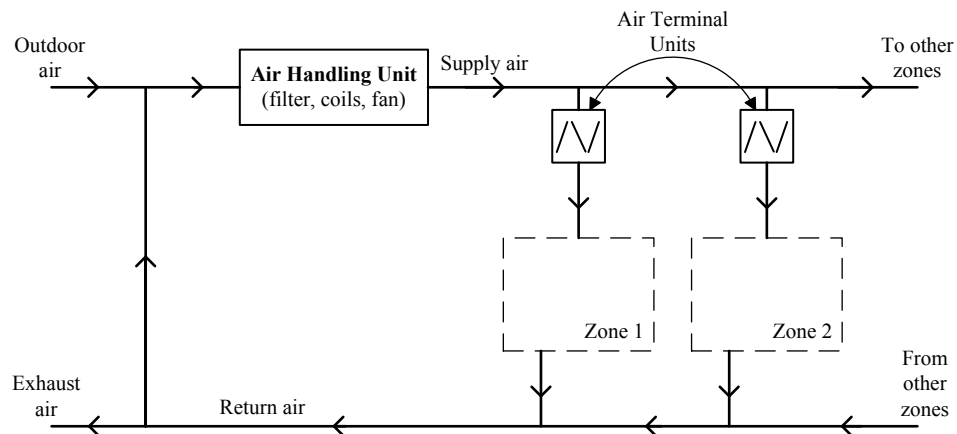 Outdoor
air
Air Handling Unit
(filter, coils, fan)
Supply air
Air Terminal
Units
To other
zones
Zone 1
Zone 2
Exhaust
air
Return air
From
other
zones